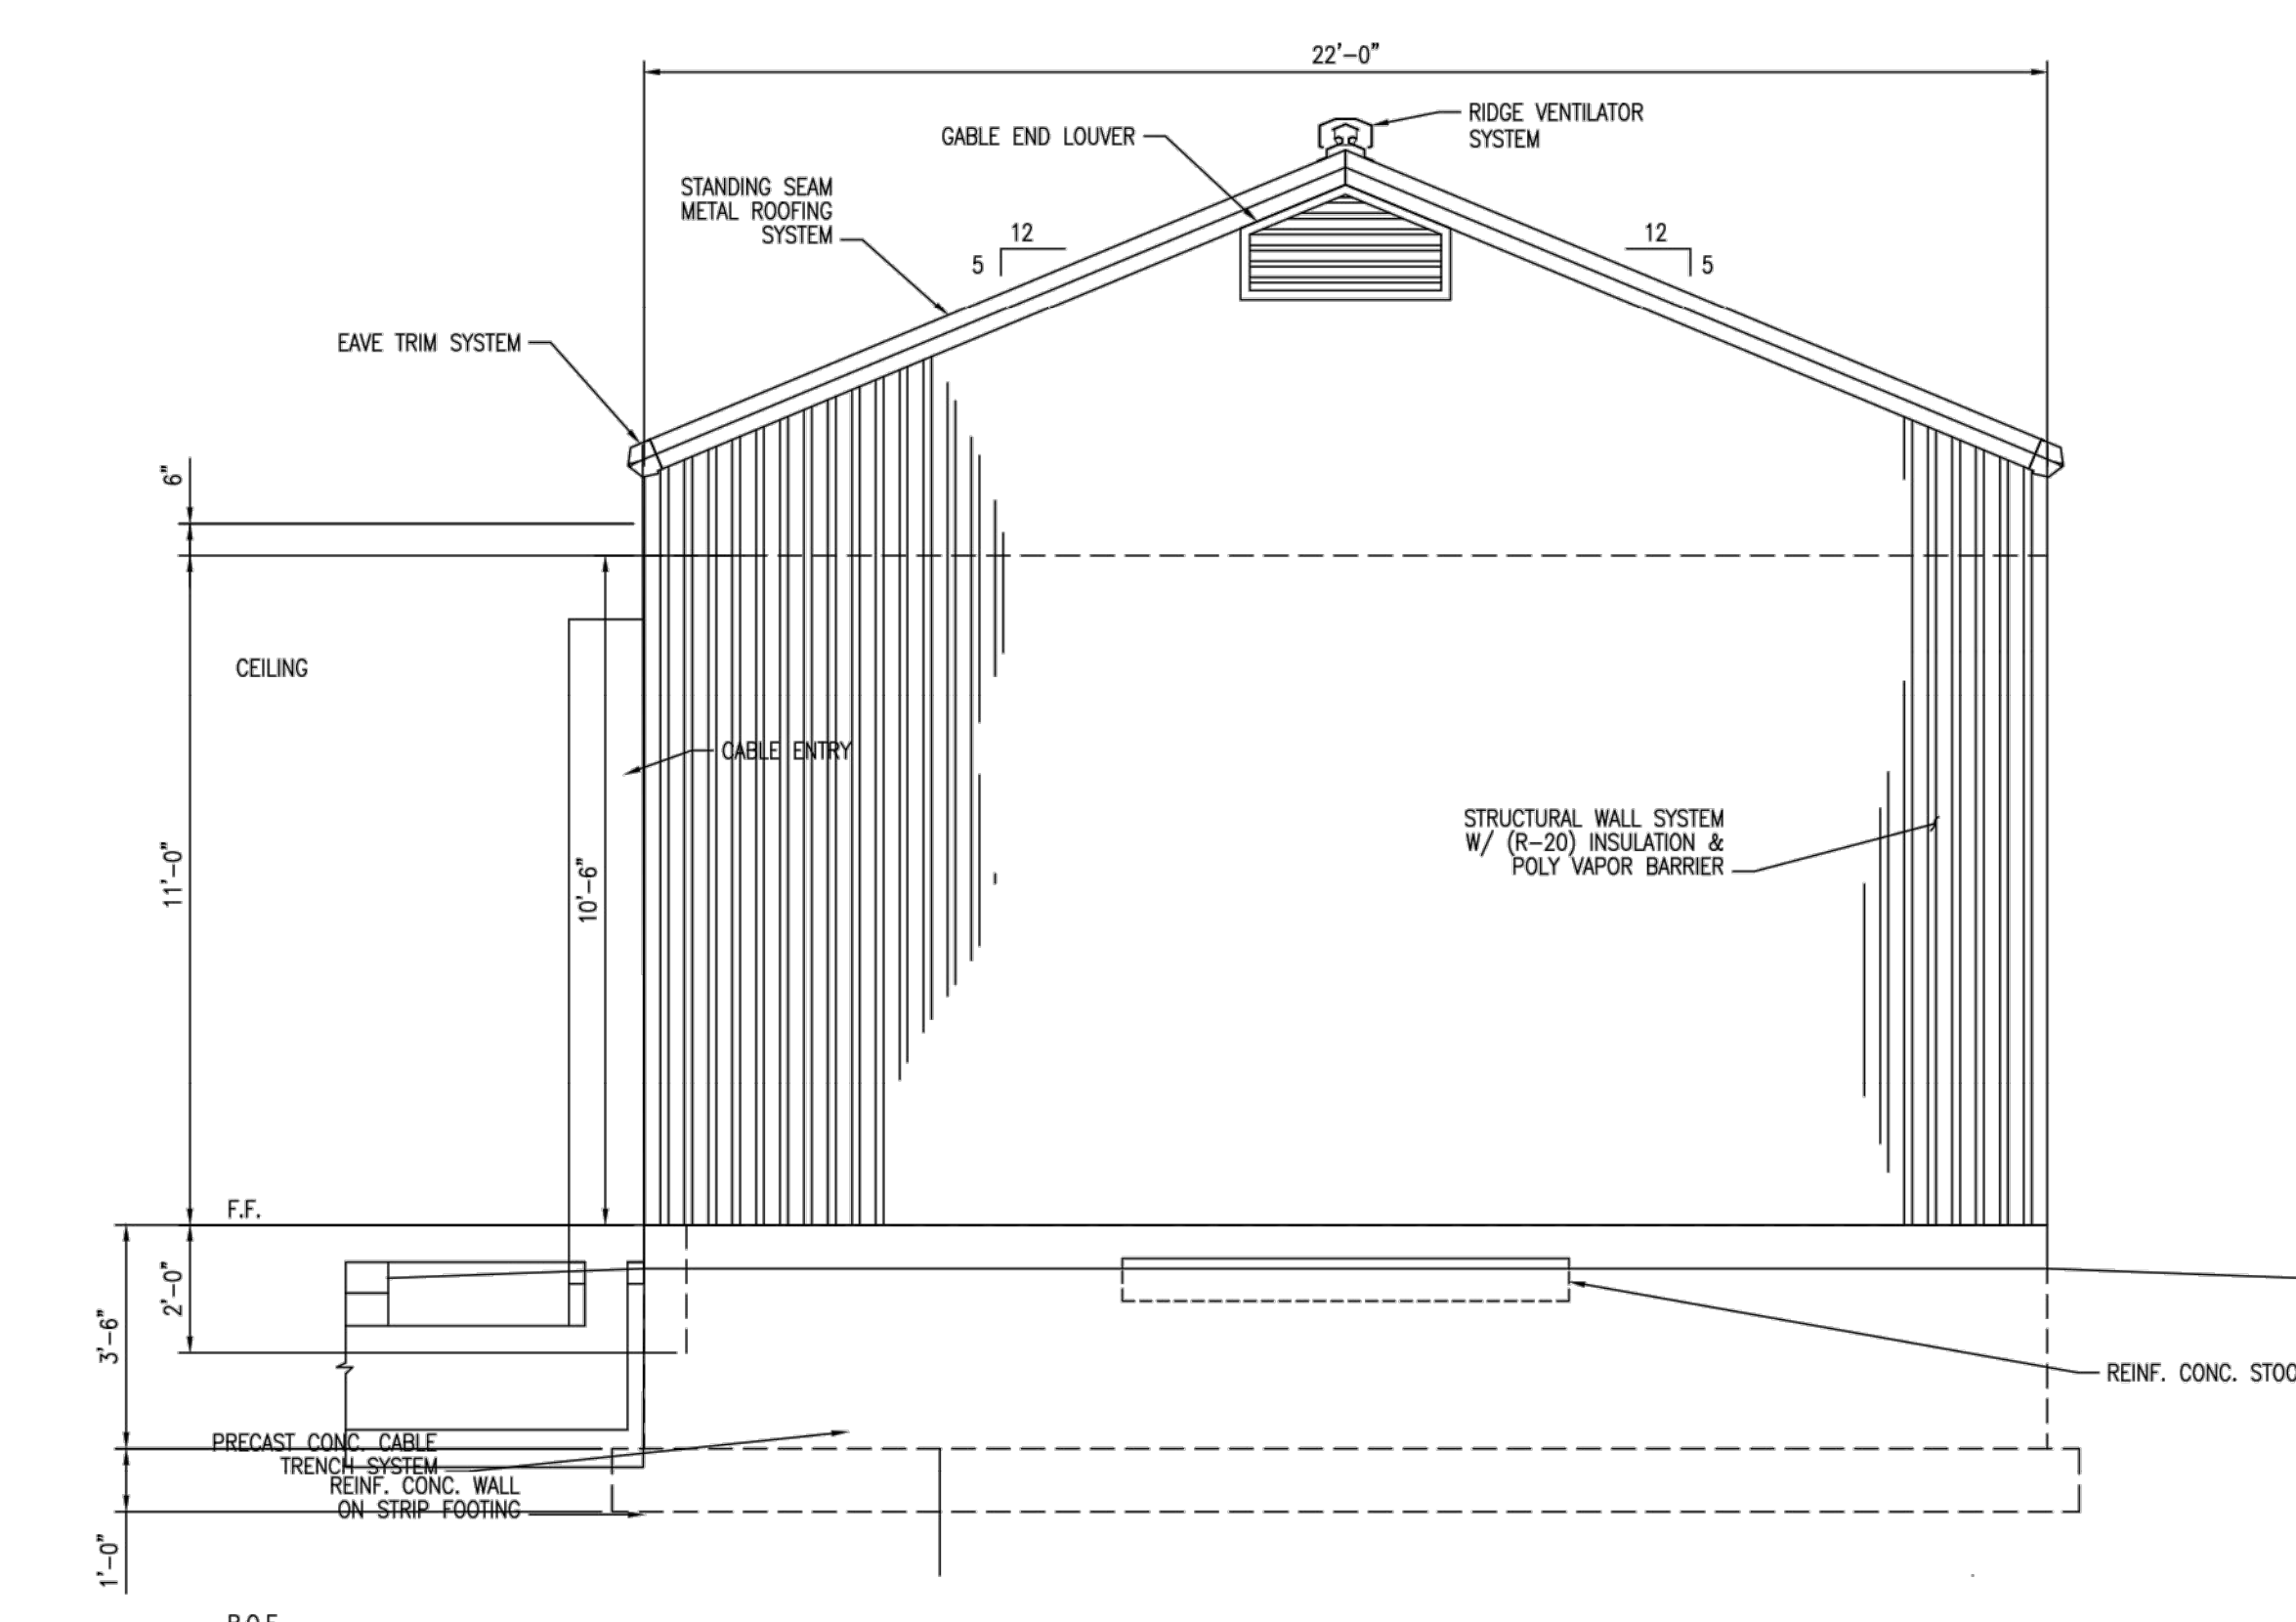 22'-0"
RIDGE VENTILATOR
SYSTEM
GABLE END LOUVER
STANDING SEAM
METAL ROOFING
SYSTEM
12
5
12
5
EAVE TRIM SYSTEM
6"
CEILING
CABLE ENTRY
11'-0"
10'-6"
STRUCTURAL WALL SYSTEM
W/ (R-20) INSULATION &
POLY VAPOR BARRIER
F.F.
2'-0"
3'-6"
REINF. CONC.
PRECAST CONC. CABLE
TRENCH SYSTEM
REINF. CONC. WALL
ON STRIP FOOTING
1'-0"